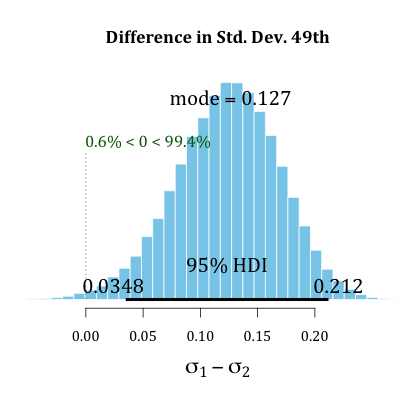 Difference in Std. Dev. 49th
mode = 0.127
0.6% < 0 < 99.4%
95% HDI
0.0348 0.212
0.00 0.05 0.10 0.15 0.20
σ₁ − σ₂